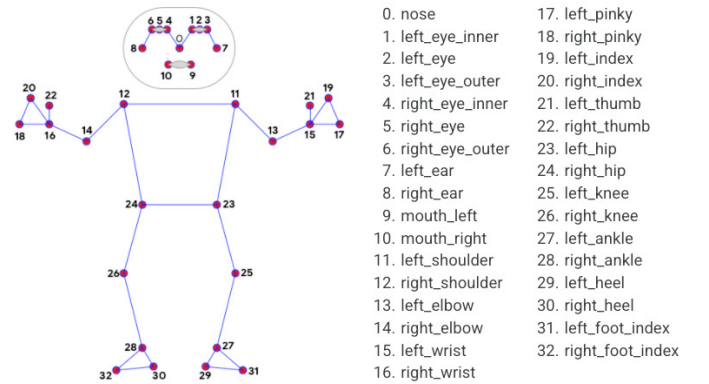 6 5 4 1 2 3
0
8 7
10 9
20 22 12 11 21 19
18 16 14 13 15 17
24 23
26 25
28 27
32 30 29 31
0. nose
1. left_eye_inner
2. left_eye
3. left_eye_outer
4. right_eye_inner
5. right_eye
6. right_eye_outer
7. left_ear
8. right_ear
9. mouth_left
10. mouth_right
11. left_shoulder
12. right_shoulder
13. left_elbow
14. right_elbow
15. left_wrist
16. right_wrist
17. left_pinky
18. right_pinky
19. left_index
20. right_index
21. left_thumb
22. right_thumb
23. left_hip
24. right_hip
25. left_knee
26. right_knee
27. left_ankle
28. right_ankle
29. left_heel
30. right_heel
31. left_foot_index
32. right_foot_index